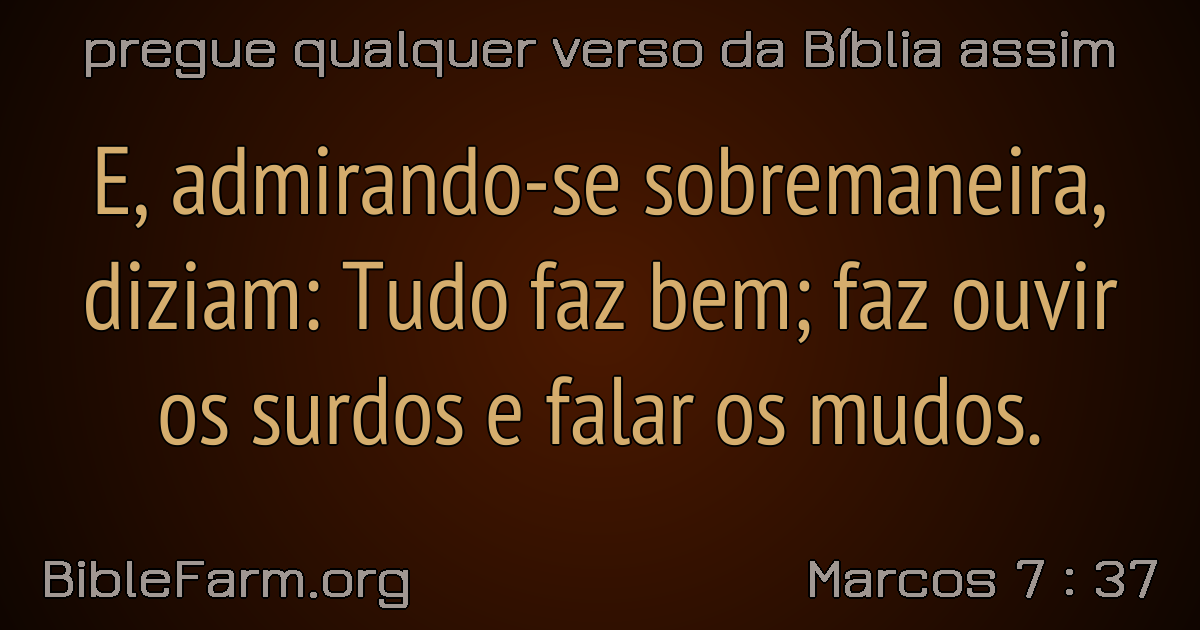 pregue qualquer verso da Bíblia assim
E, admirando-se sobremaneira,
diziam: Tudo faz bem; faz ouvir
os surdos e falar os mudos.
BibleFarm.org
Marcos 7 : 37